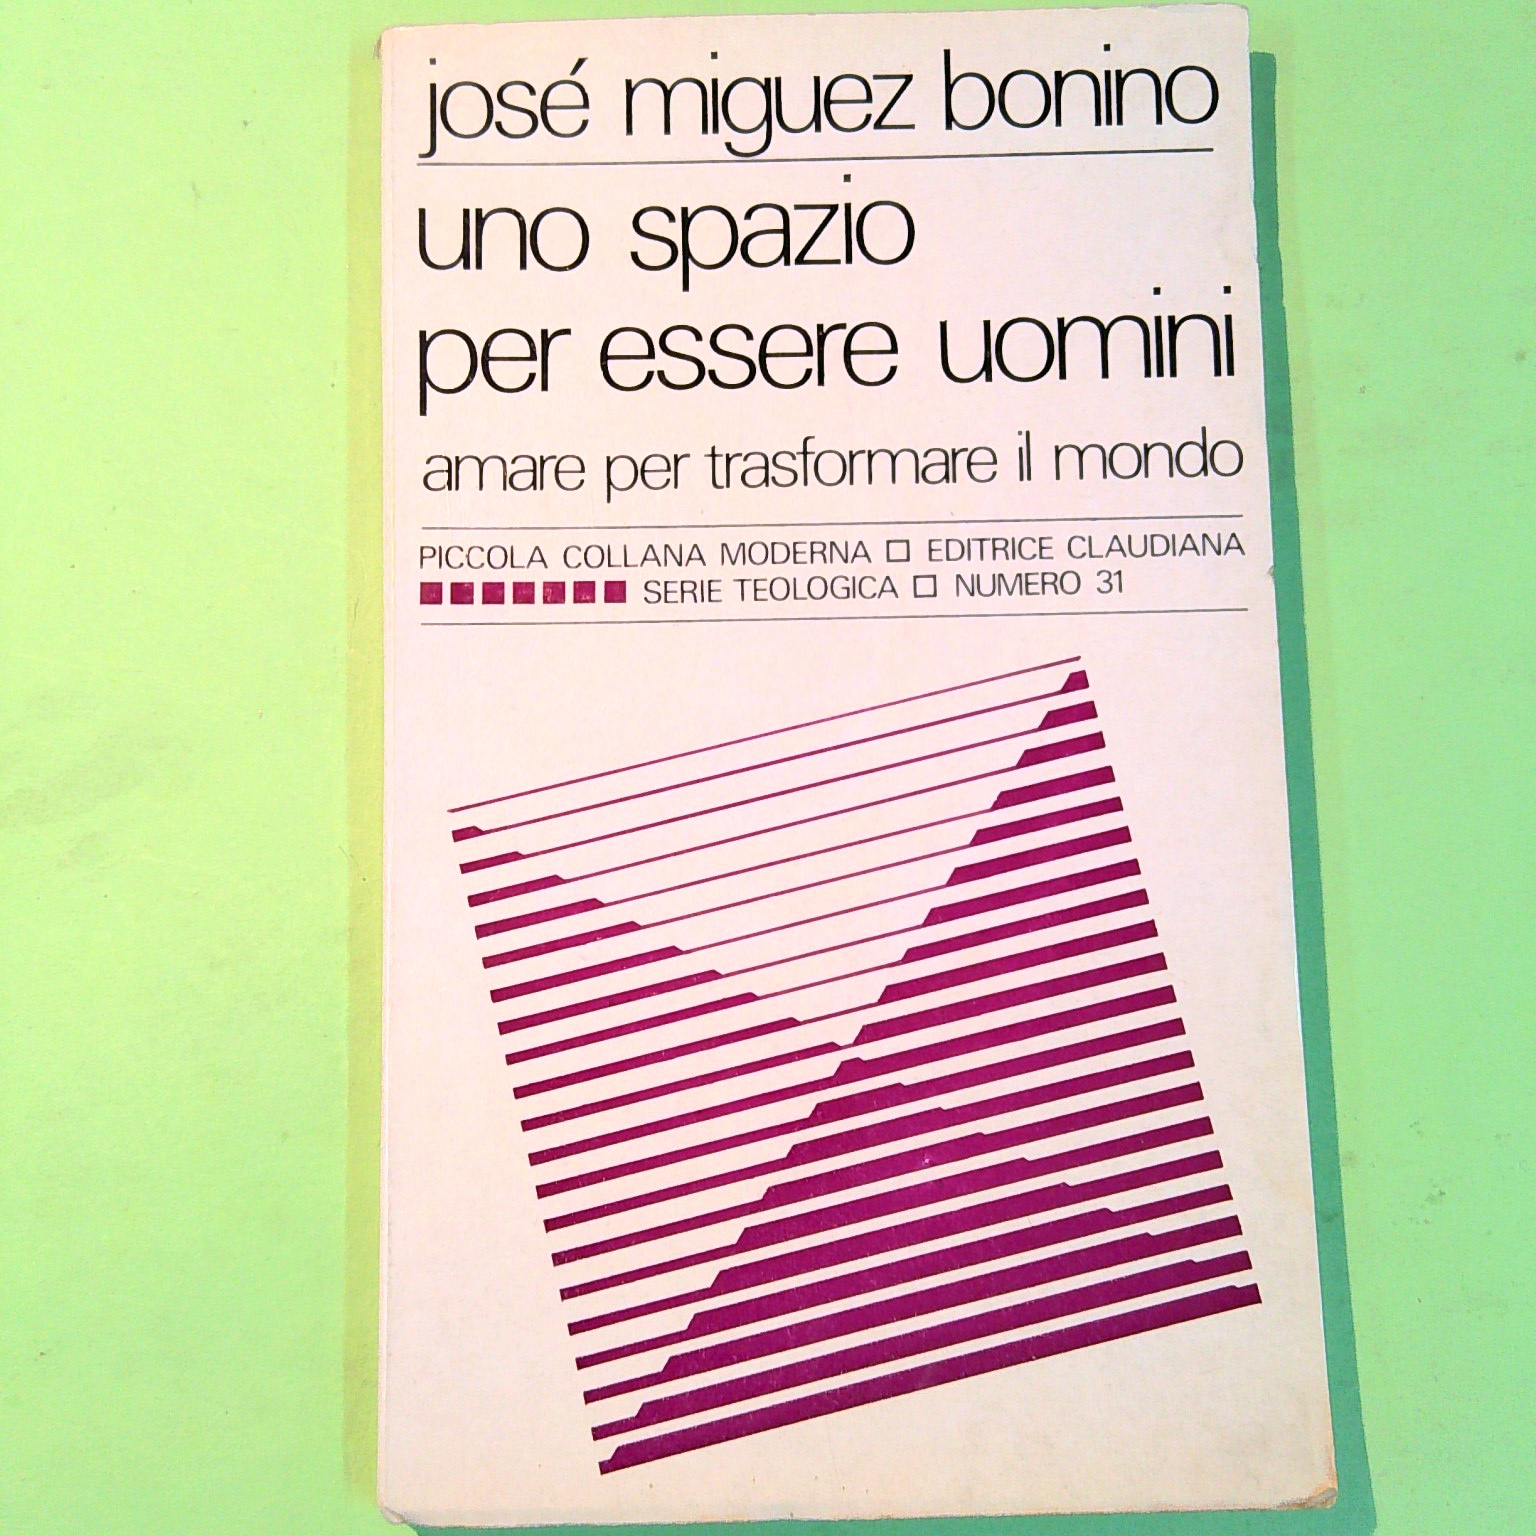 josé miguez bonino
uno spazio
per essere uomini
amare per trasformare il mondo
PICCOLA COLLANA MODERNA □ EDITRICE CLAUDIANA
■■■■■■■ SERIE TEOLOGICA □ NUMERO 31